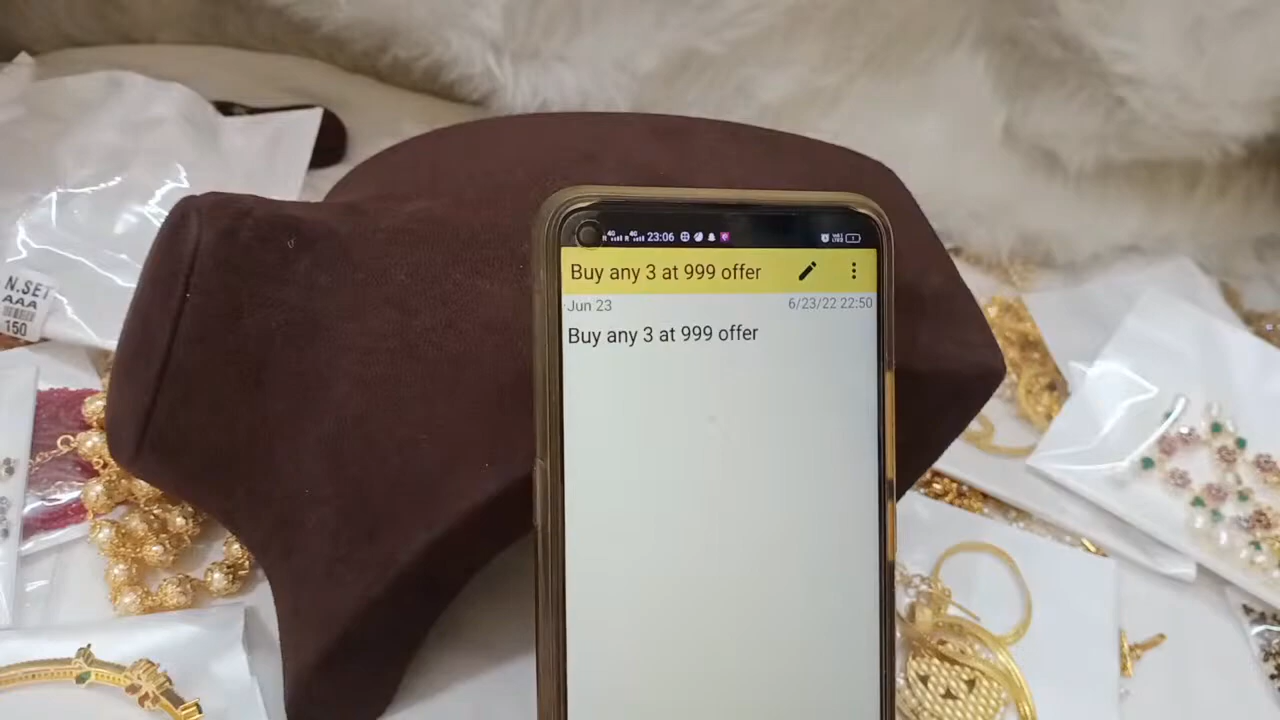 N.SET
AAA
150
23:06
Buy any 3 at 999 offer
Jun 23
6/23/22 22:50
Buy any 3 at 999 offer